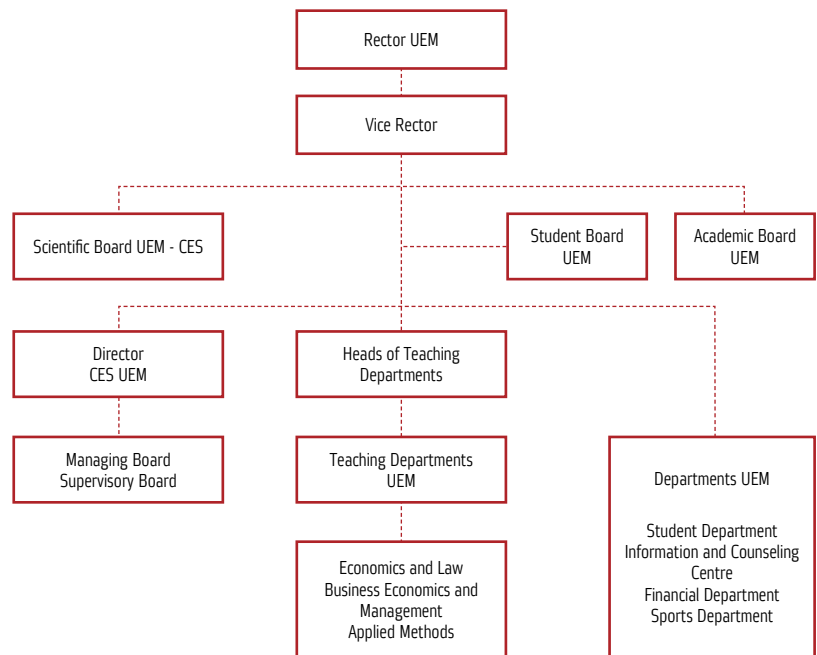 Rector UEM
Vice Rector
Scientific Board UEM - CES
Student Board
UEM
Academic Board
UEM
Director
CES UEM
Heads of Teaching
Departments
Managing Board
Supervisory Board
Teaching Departments
UEM
Departments UEM
Student Department
Information and Counseling
Centre
Financial Department
Sports Department
Economics and Law
Business Economics and
Management
Applied Methods